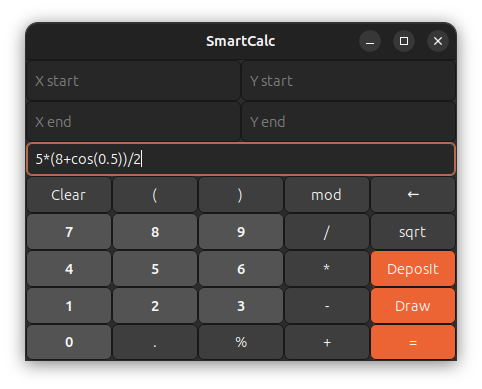 SmartCalc
X start Y start
X end Y end
5*(8+cos(0.5))/2
Clear ( ) mod ←
7 8 9 / sqrt
4 5 6 * Deposit
1 2 3 - Draw
0 . % + =